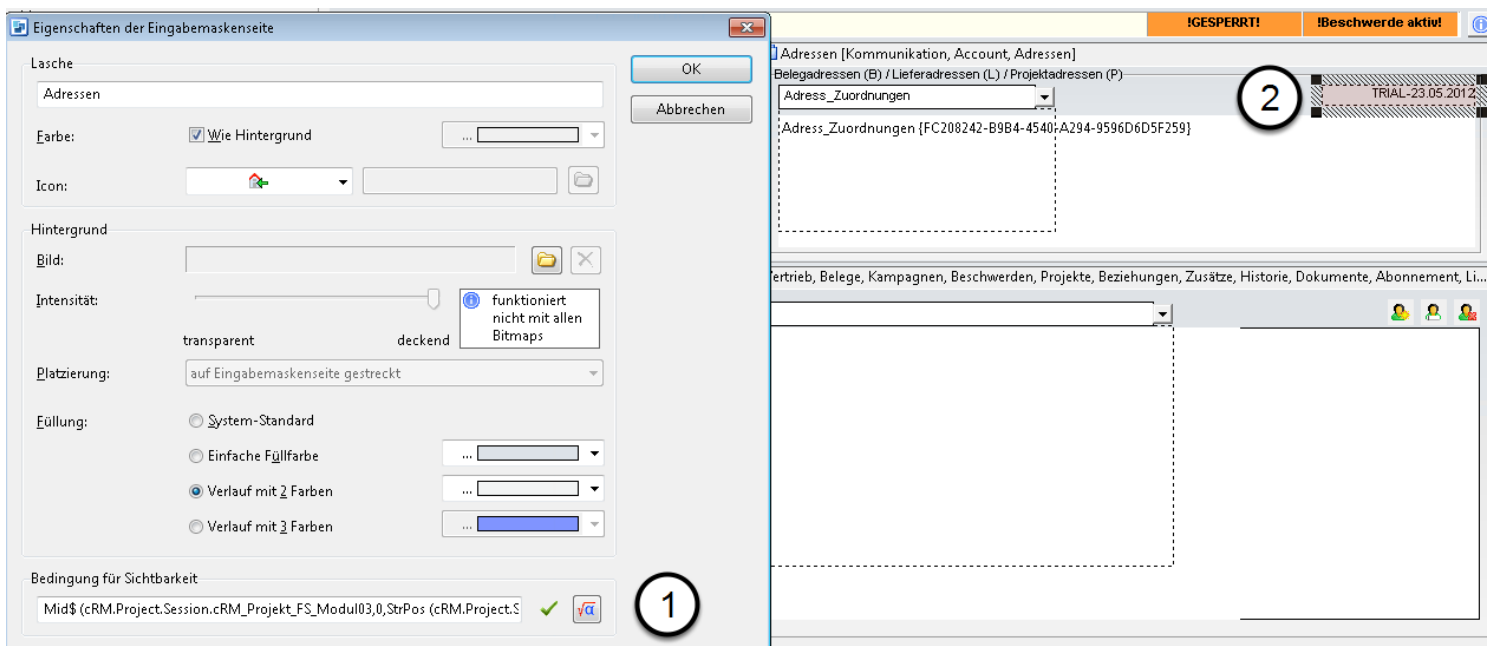 Eigenschaften der Eingabemaskenseite
Lasche
Adressen
Farbe:
Wie Hintergrund
...
Icon:
Hintergrund
Bild:
Intensität:
funktioniert
nicht mit allen
Bitmaps
transparent
deckend
Platzierung:
auf Eingabemaskenseite gestreckt
Füllung:
System-Standard
Einfache Füllfarbe
...
Verlauf mit 2 Farben
...
Verlauf mit 3 Farben
...
Bedingung für Sichtbarkeit
Mid$ (cRM.Project.Session.cRM_Projekt_FS_Modul03,0,StrPos (cRM.Project.S
√α
1
OK
Abbrechen
!GESPERRT!
!Beschwerde aktiv!
Adressen [Kommunikation, Account, Adressen]
Belegadressen (B) / Lieferadressen (L) / Projektadressen (P)
Adress_Zuordnungen
2
TRIAL-23.05.2012
Adress_Zuordnungen {FC208242-B9B4-4540-A294-9596D6D5F259}
ertrieb, Belege, Kampagnen, Beschwerden, Projekte, Beziehungen, Zusätze, Historie, Dokumente, Abonnement, Li...